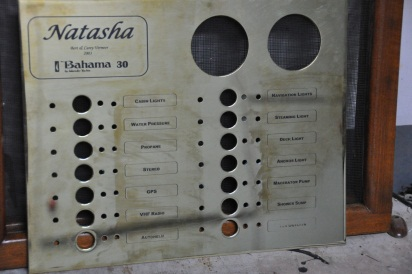 Natasha
Bahama 30
Cabin Lights
Water Pressure
Propane
Stereo
GPS
VHF Radio
Autohelm
Navigation Lights
Steaming Light
Deck Light
Anchor Light
Macerator Pump
Shower Sump